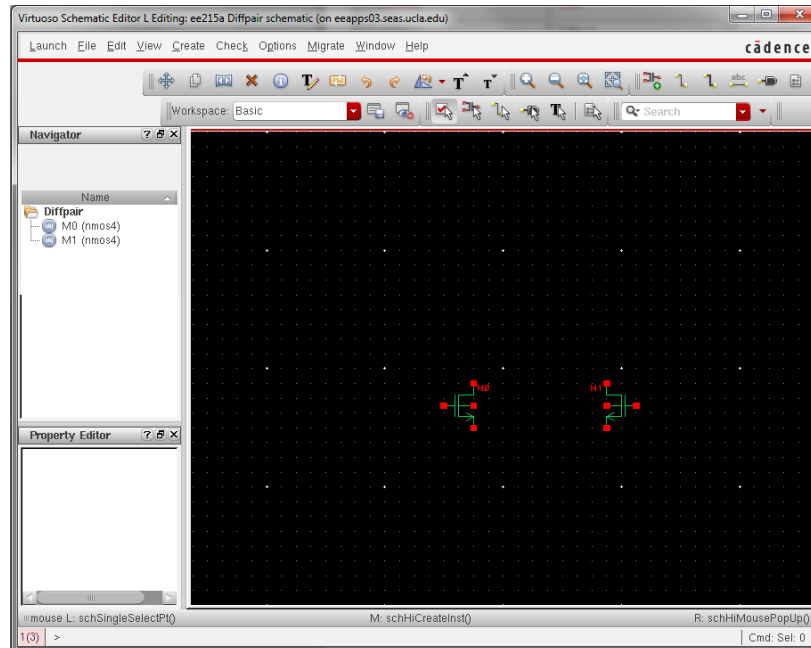 Virtuoso Schematic Editor L Editing: ee215a Diffpair schematic (on eeapps03.seas.ucla.edu)
Launch File Edit View Create Check Options Migrate Window Help
cādence
abc
Workspace: Basic
Search
Navigator
Name
Diffpair
M0 (nmos4)
M1 (nmos4)
M0
M1
Property Editor
mouse L: schSingleSelectPt()
M: schHiCreateInst()
R: schHiMousePopUp()
1(3) >
Cmd: Sel: 0